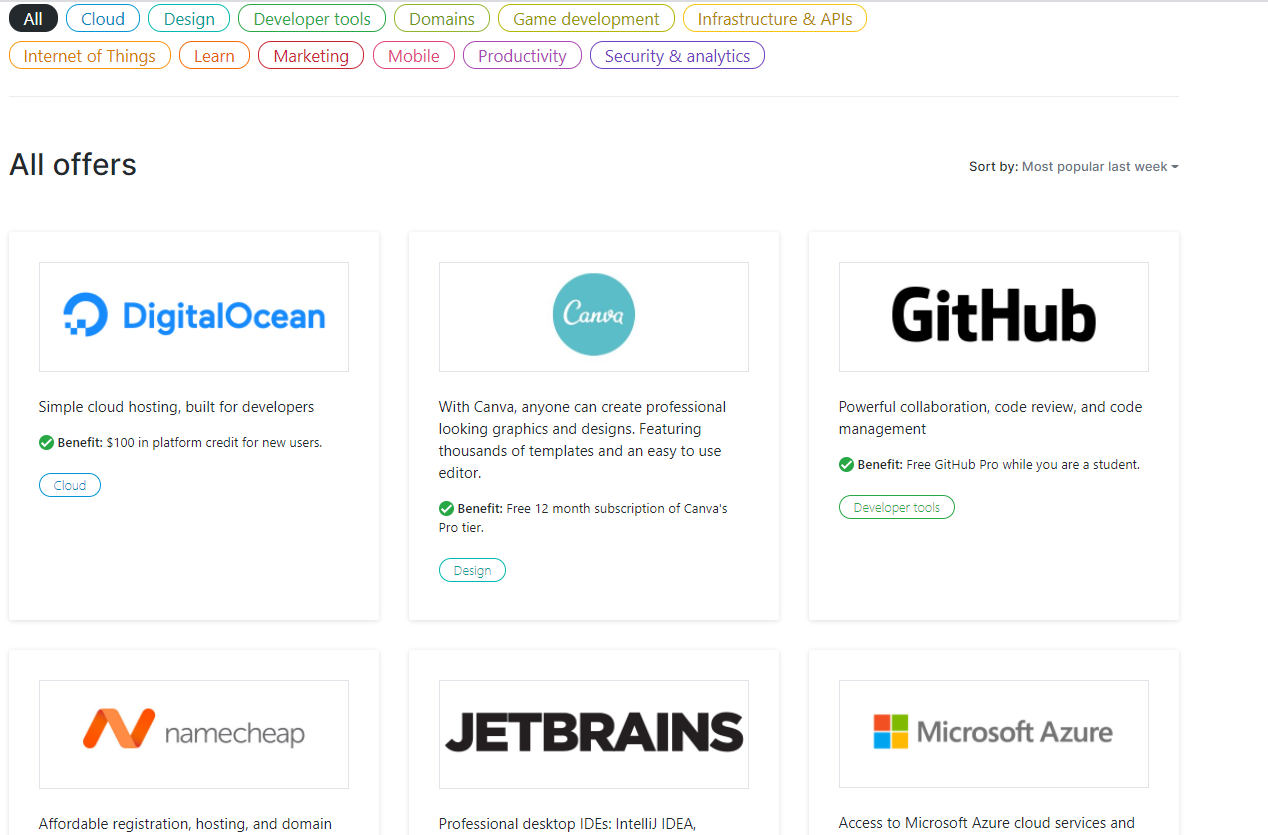 All Cloud Design Developer tools Domains Game development Infrastructure & APIs
Internet of Things Learn Marketing Mobile Productivity Security & analytics
All offers
Sort by: Most popular last week
DigitalOcean
Simple cloud hosting, built for developers
Benefit: $100 in platform credit for new users.
Cloud
Canva
With Canva, anyone can create professional
looking graphics and designs. Featuring
thousands of templates and an easy to use
editor.
Benefit: Free 12 month subscription of Canva's
Pro tier.
Design
GitHub
Powerful collaboration, code review, and code
management
Benefit: Free GitHub Pro while you are a student.
Developer tools
namecheap
Affordable registration, hosting, and domain
JETBRAINS
Professional desktop IDEs: IntelliJ IDEA,
Microsoft Azure
Access to Microsoft Azure cloud services and